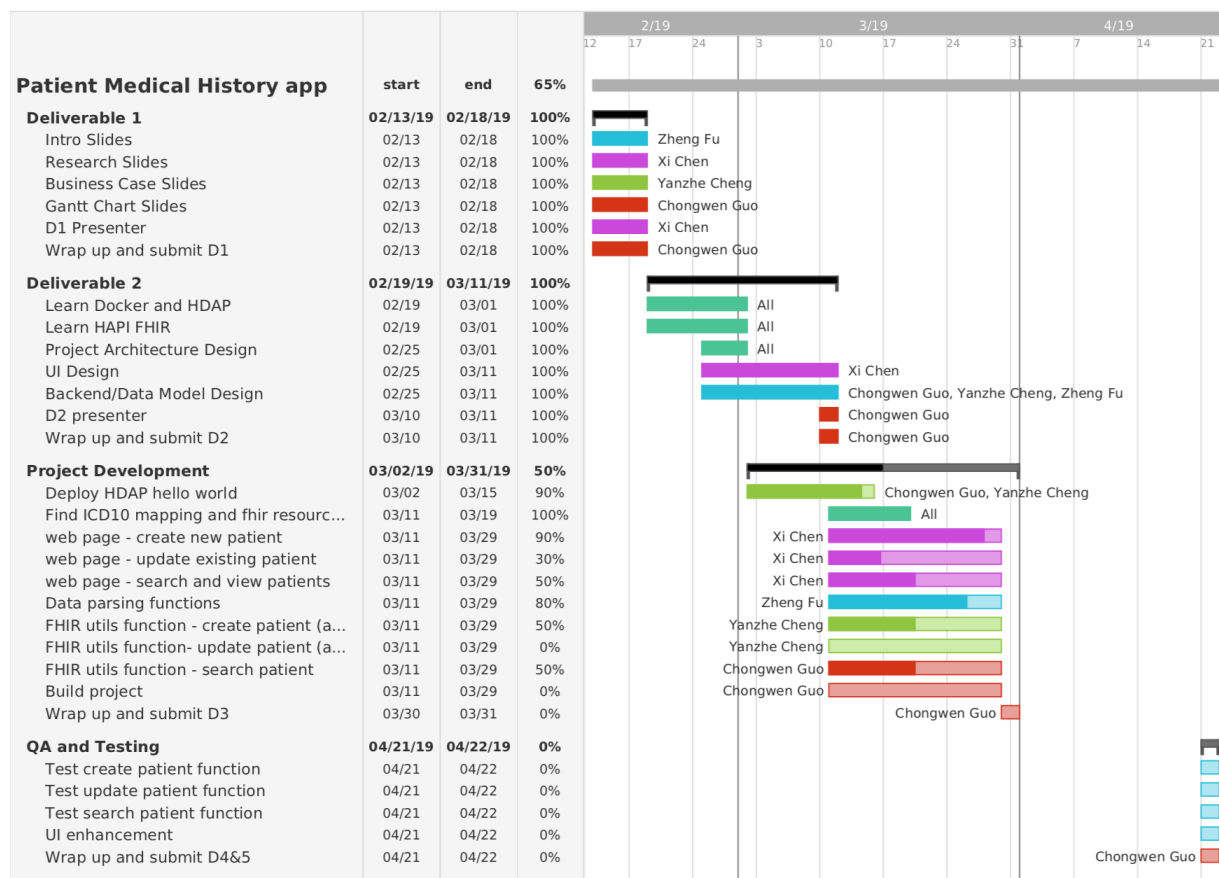 2/19 3/19 4/19
12 17 24 3 10 17 24 31 7 14 21
Patient Medical History app start end 65%
Deliverable 1 02/13/19 02/18/19 100%
Intro Slides 02/13 02/18 100% Zheng Fu
Research Slides 02/13 02/18 100% Xi Chen
Business Case Slides 02/13 02/18 100% Yanzhe Cheng
Gantt Chart Slides 02/13 02/18 100% Chongwen Guo
D1 Presenter 02/13 02/18 100% Xi Chen
Wrap up and submit D1 02/13 02/18 100% Chongwen Guo
Deliverable 2 02/19/19 03/11/19 100%
Learn Docker and HDAP 02/19 03/01 100% All
Learn HAPI FHIR 02/19 03/01 100% All
Project Architecture Design 02/25 03/01 100% All
UI Design 02/25 03/11 100% Xi Chen
Backend/Data Model Design 02/25 03/11 100% Chongwen Guo, Yanzhe Cheng, Zheng Fu
D2 presenter 03/10 03/11 100% Chongwen Guo
Wrap up and submit D2 03/10 03/11 100% Chongwen Guo
Project Development 03/02/19 03/31/19 50%
Deploy HDAP hello world 03/02 03/15 90% Chongwen Guo, Yanzhe Cheng
Find ICD10 mapping and fhir resourc... 03/11 03/19 100% All
web page - create new patient 03/11 03/29 90% Xi Chen
web page - update existing patient 03/11 03/29 30% Xi Chen
web page - search and view patients 03/11 03/29 50% Xi Chen
Data parsing functions 03/11 03/29 80% Zheng Fu
FHIR utils function - create patient (a... 03/11 03/29 50% Yanzhe Cheng
FHIR utils function- update patient (a... 03/11 03/29 0% Yanzhe Cheng
FHIR utils function - search patient 03/11 03/29 50% Chongwen Guo
Build project 03/11 03/29 0% Chongwen Guo
Wrap up and submit D3 03/30 03/31 0% Chongwen Guo
QA and Testing 04/21/19 04/22/19 0%
Test create patient function 04/21 04/22 0%
Test update patient function 04/21 04/22 0%
Test search patient function 04/21 04/22 0%
UI enhancement 04/21 04/22 0%
Wrap up and submit D4&5 04/21 04/22 0% Chongwen Guo